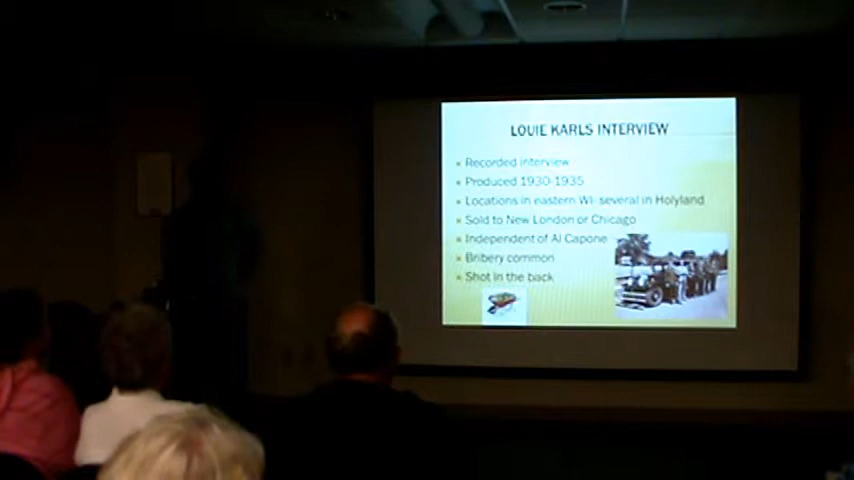 LOUIE KARLS INTERVIEW
Recorded interview
Produced 1930-1935
Locations in eastern WI- several in Holyland
Sold to New London or Chicago
Independent of Al Capone
Bribery common
Shot in the back